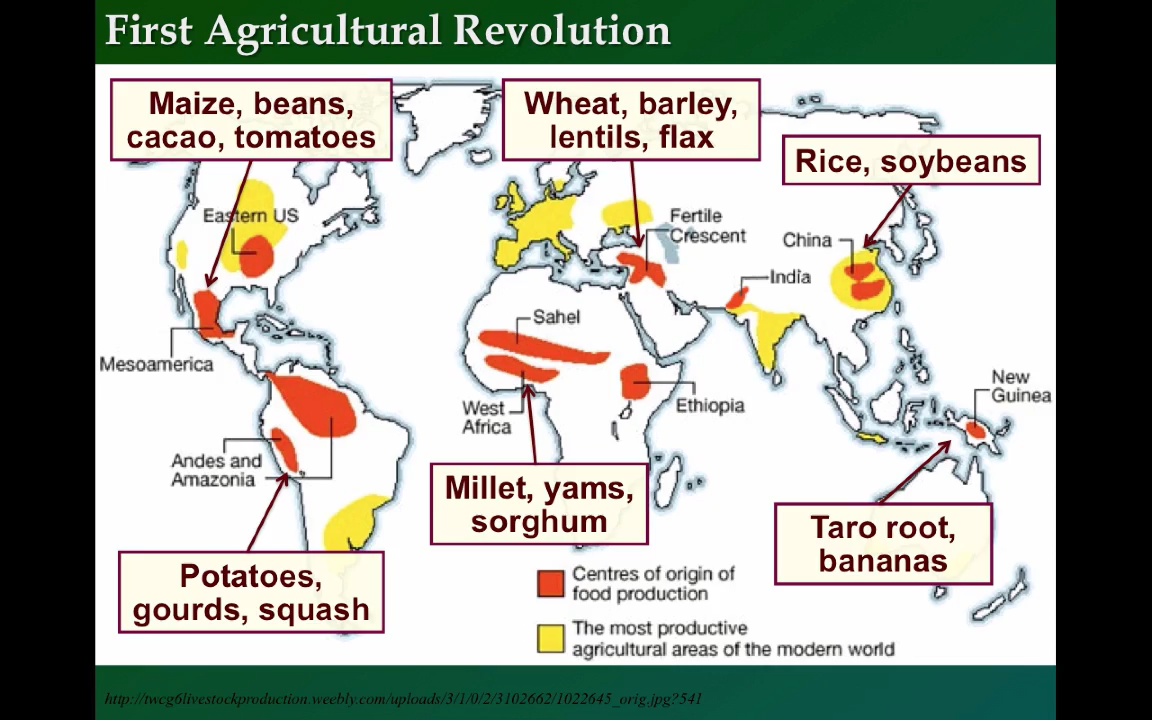 First Agricultural Revolution
Maize, beans,
cacao, tomatoes
Wheat, barley,
lentils, flax
Rice, soybeans
Eastern US
Fertile
Crescent
China
India
Sahel
Mesoamerica
West
Africa
Ethiopia
New
Guinea
Andes and
Amazonia
Millet, yams,
sorghum
Taro root,
bananas
Potatoes,
gourds, squash
Centres of origin of
food production
The most productive
agricultural areas of the modern world
http://twcg6livestockproduction.weebly.com/uploads/3/1/0/2/3102662/1022645_orig.jpg?541